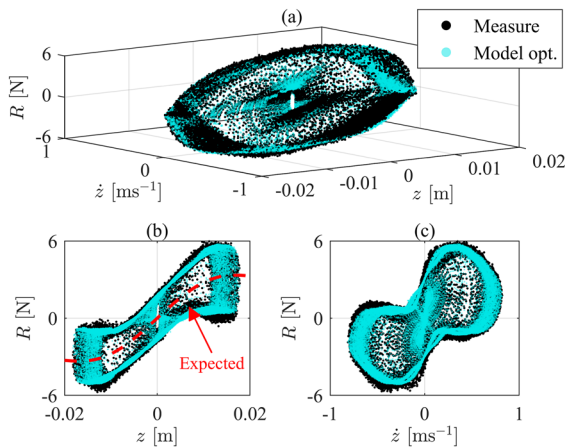 (a)
Measure
Model opt.
6
0
-6
R [N]
1
0
-1
ż [ms⁻¹]
-0.02
-0.01
0
0.01
0.02
z [m]
(b)
6
0
-6
R [N]
Expected
-0.02
0
0.02
z [m]
(c)
6
0
-6
R [N]
-1
0
1
ż [ms⁻¹]